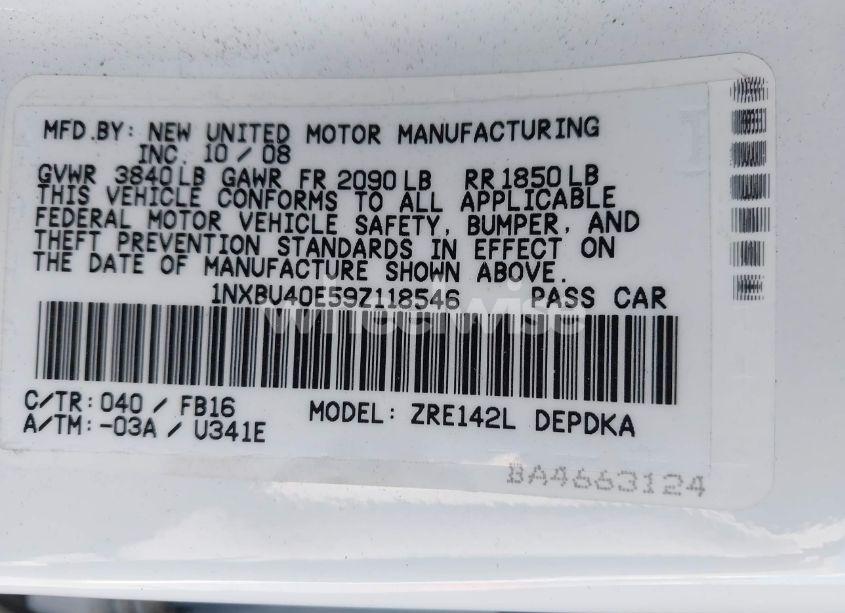 MFD.BY: NEW UNITED MOTOR MANUFACTURING
INC. 10 / 08
GVWR 3840 LB GAWR FR 2090 LB RR 1850 LB
THIS VEHICLE CONFORMS TO ALL APPLICABLE
FEDERAL MOTOR VEHICLE SAFETY, BUMPER, AND
THEFT PREVENTION STANDARDS IN EFFECT ON
THE DATE OF MANUFACTURE SHOWN ABOVE.
1NXBU40E59Z118546 PASS CAR
wheelwise
C/TR: 040 / FB16 MODEL: ZRE142L DEPDKA
A/TM: -03A / U341E
BA4663124